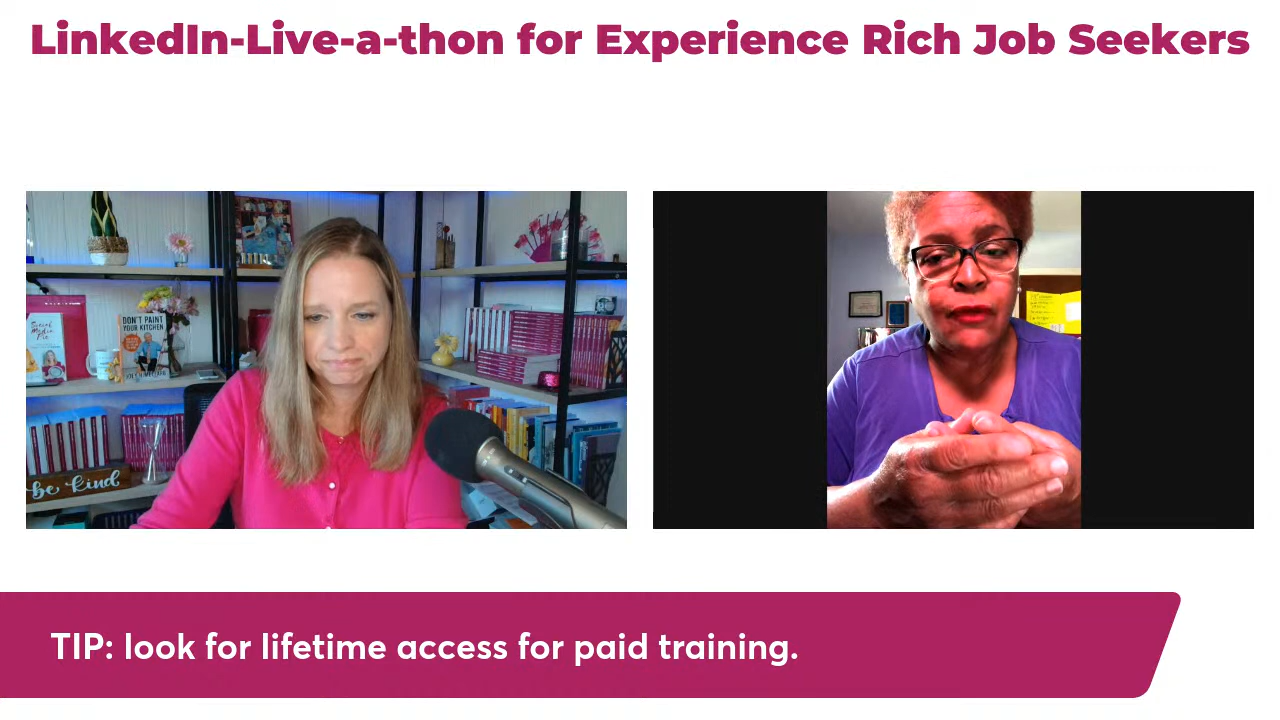 LinkedIn-Live-a-thon for Experience Rich Job Seekers
Social
Media
Pie
DON'T PAINT
YOUR KITCHEN
be kind
TIP: look for lifetime access for paid training.